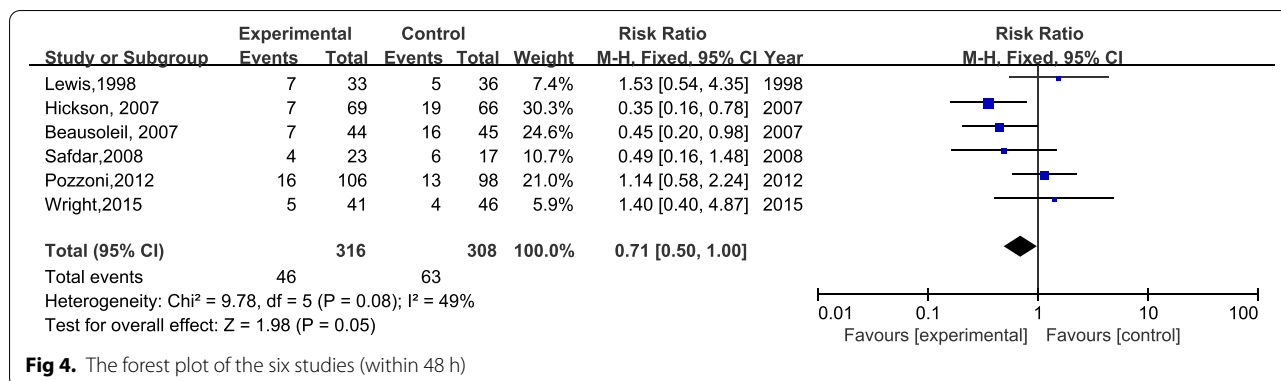 Experimental Control Risk Ratio Risk Ratio
Study or Subgroup Events Total Events Total Weight M-H, Fixed, 95% CI Year M-H, Fixed, 95% CI
Lewis,1998 7 33 5 36 7.4% 1.53 [0.54, 4.35] 1998
Hickson, 2007 7 69 19 66 30.3% 0.35 [0.16, 0.78] 2007
Beausoleil, 2007 7 44 16 45 24.6% 0.45 [0.20, 0.98] 2007
Safdar,2008 4 23 6 17 10.7% 0.49 [0.16, 1.48] 2008
Pozzoni,2012 16 106 13 98 21.0% 1.14 [0.58, 2.24] 2012
Wright,2015 5 41 4 46 5.9% 1.40 [0.40, 4.87] 2015
Total (95% CI) 316 308 100.0% 0.71 [0.50, 1.00]
Total events 46 63
Heterogeneity: Chi² = 9.78, df = 5 (P = 0.08); I² = 49%
Test for overall effect: Z = 1.98 (P = 0.05)
0.01 0.1 1 10 100
Favours [experimental] Favours [control]
Fig 4. The forest plot of the six studies (within 48 h)